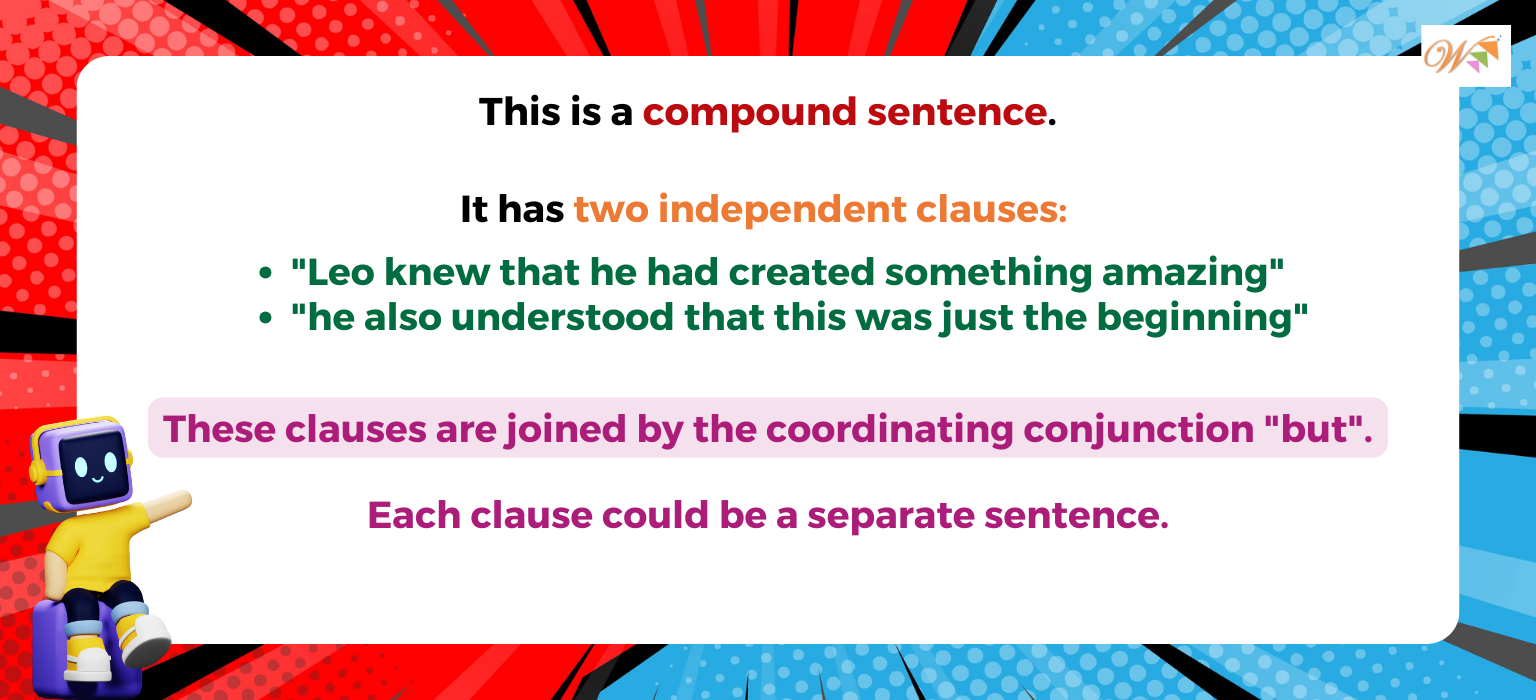 This is a compound sentence.
It has two independent clauses:
• "Leo knew that he had created something amazing"
• "he also understood that this was just the beginning"
These clauses are joined by the coordinating conjunction "but".
Each clause could be a separate sentence.
W